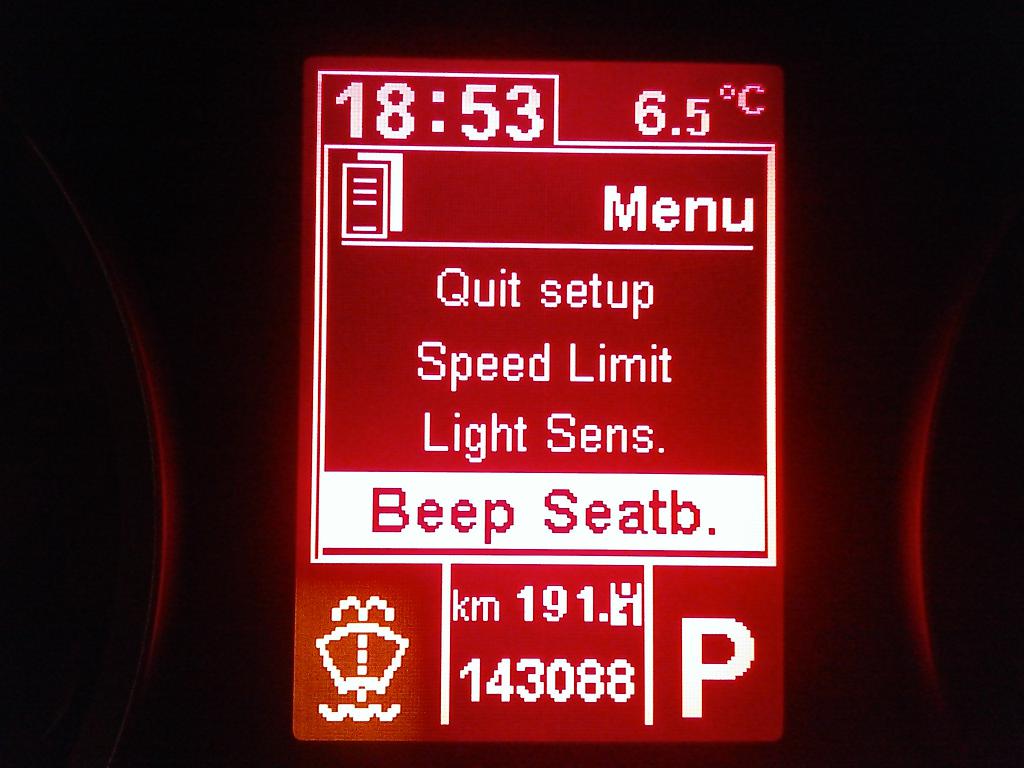 18:53
6.5 °C
Menu
Quit setup
Speed Limit
Light Sens.
Beep Seatb.
km 191.
143088
P